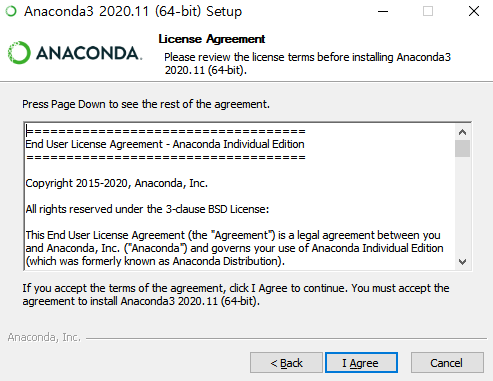 Anaconda3 2020.11 (64-bit) Setup
ANACONDA.
License Agreement
Please review the license terms before installing Anaconda3
2020.11 (64-bit).
Press Page Down to see the rest of the agreement.
===================================
End User License Agreement - Anaconda Individual Edition
===================================
Copyright 2015-2020, Anaconda, Inc.
All rights reserved under the 3-clause BSD License:
This End User License Agreement (the "Agreement") is a legal agreement between you
and Anaconda, Inc. ("Anaconda") and governs your use of Anaconda Individual Edition
(which was formerly known as Anaconda Distribution).
If you accept the terms of the agreement, click I Agree to continue. You must accept the
agreement to install Anaconda3 2020.11 (64-bit).
Anaconda, Inc.
< Back
I Agree
Cancel